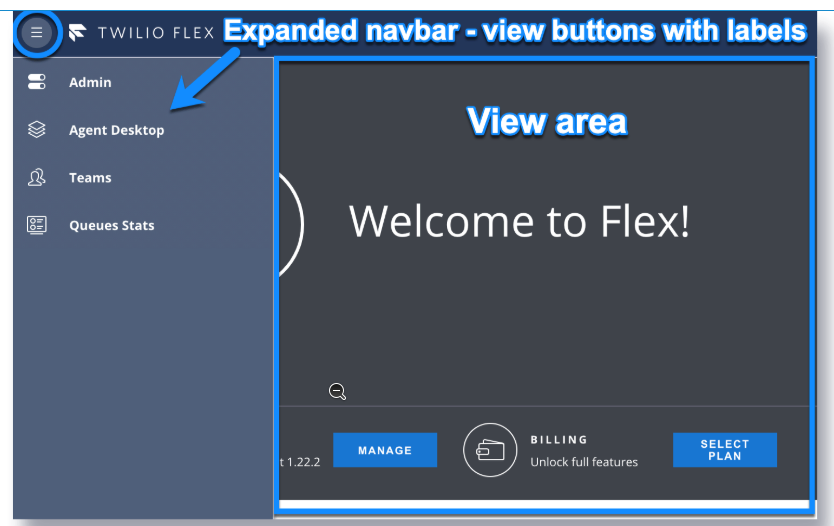 TWILIO FLEX
Expanded navbar - view buttons with labels
Admin
Agent Desktop
Teams
Queues Stats
View area
Welcome to Flex!
t 1.22.2
MANAGE
BILLING
Unlock full features
SELECT
PLAN